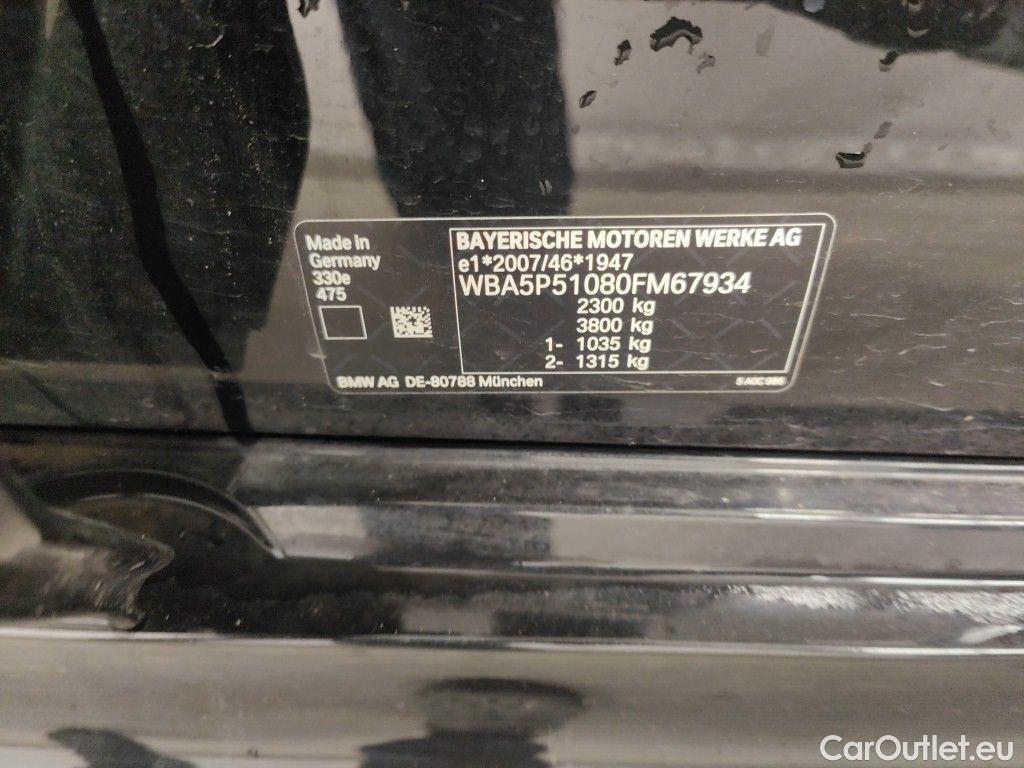 Made in
Germany
330e
475
BMW AG DE-80788 München
BAYERISCHE MOTOREN WERKE AG
e1*2007/46*1947
WBA5P51080FM67934
2300 kg
3800 kg
1- 1035 kg
2- 1315 kg
CarOutlet.eu